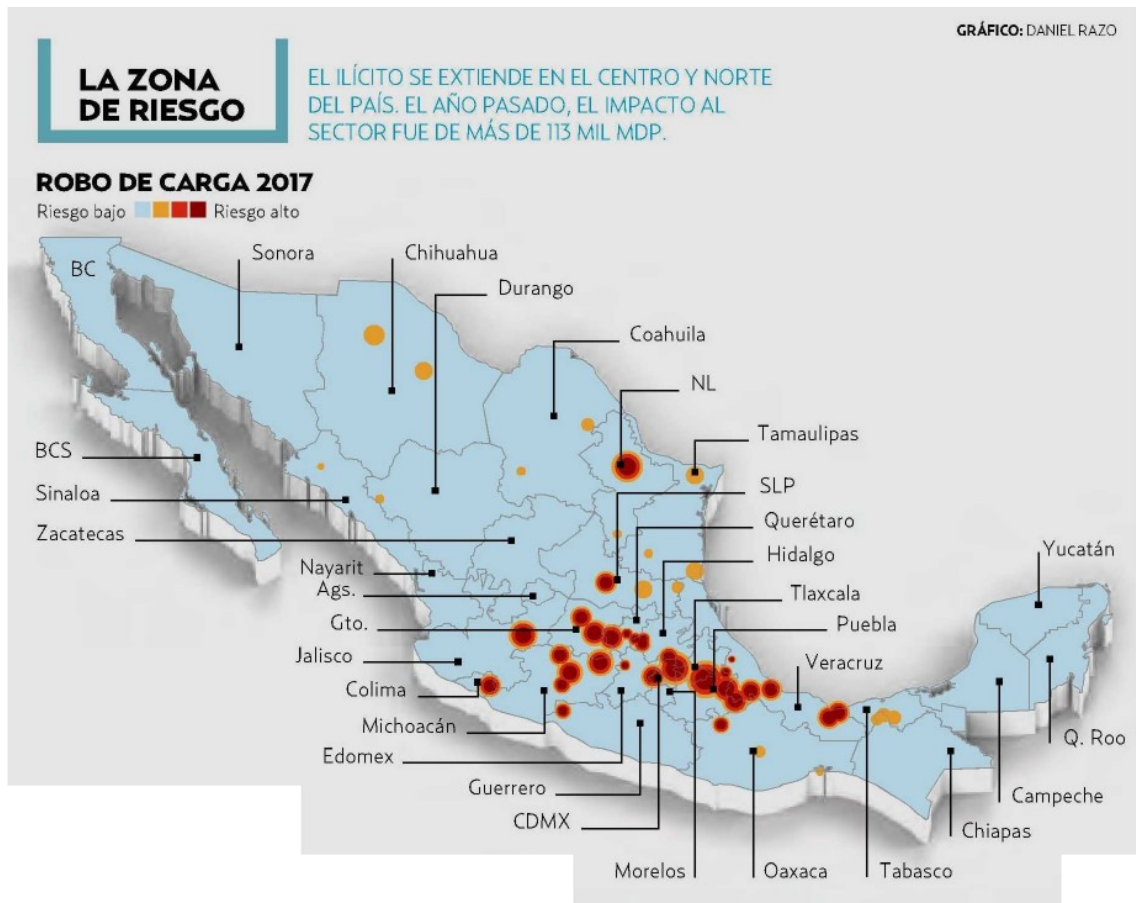 GRÁFICO: DANIEL RAZO
LA ZONA
DE RIESGO
EL ILÍCITO SE EXTIENDE EN EL CENTRO Y NORTE
DEL PAÍS. EL AÑO PASADO, EL IMPACTO AL
SECTOR FUE DE MÁS DE 113 MIL MDP.
ROBO DE CARGA 2017
Riesgo bajo
Riesgo alto
BC
Sonora
Chihuahua
Durango
Coahuila
NL
Tamaulipas
BCS
SLP
Sinaloa
Querétaro
Zacatecas
Hidalgo
Yucatán
Nayarit
Ags.
Tlaxcala
Gto.
Puebla
Jalisco
Veracruz
Colima
Michoacán
Q. Roo
Edomex
Guerrero
Campeche
CDMX
Chiapas
Morelos
Oaxaca
Tabasco